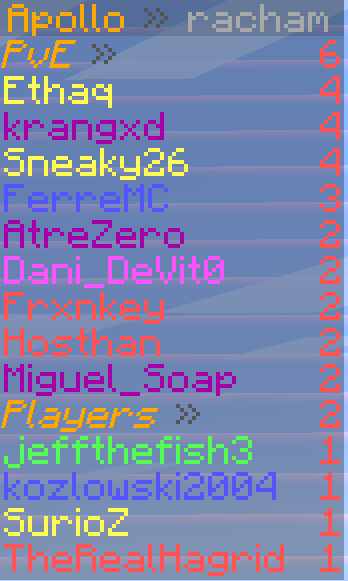 Apollo » racham
PvE » 6
Ethaq 4
krangxd 4
Sneaky26 4
FerreMC 3
AtreZero 2
Dani_DeVit0 2
Frxnkey 2
Hosthan 2
Miguel_Soap 2
Players » 2
jeffthefish3 1
kozlowski2004 1
SurioZ 1
TheRealHagrid 1